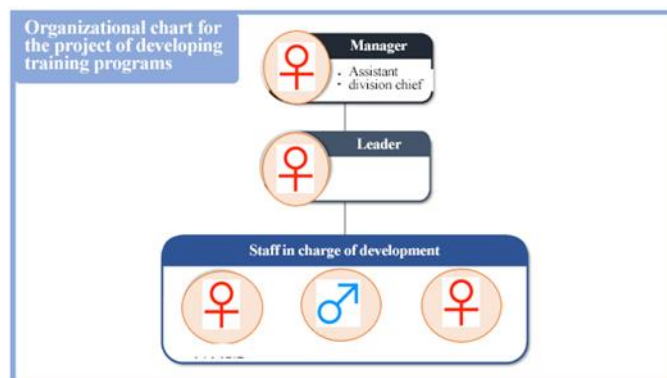 Organizational chart for
the project of developing
training programs
Manager
· Assistant
· division chief
Leader
Staff in charge of development